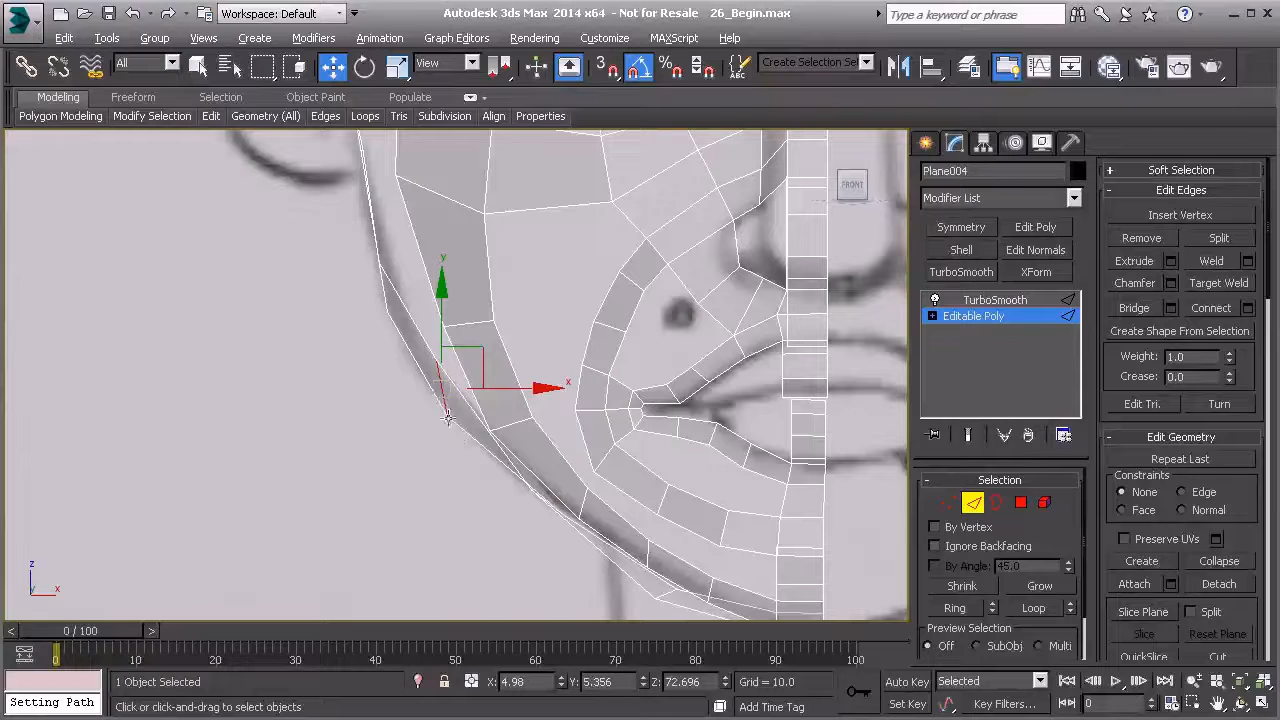 Workspace: Default
Autodesk 3ds Max 2014 x64 - Not for Resale 26_Begin.max
Type a keyword or phrase
Edit Tools Group Views Create Modifiers Animation Graph Editors Rendering Customize MAXScript Help
All
View
3
Create Selection Se
Modeling Freeform Selection Object Paint Populate
Polygon Modeling Modify Selection Edit Geometry (All) Edges Loops Tris Subdivision Align Properties
FRONT
y
x
z
y x
Plane004
Modifier List
Symmetry Edit Poly
Shell Edit Normals
TurboSmooth XForm
TurboSmooth
Editable Poly
Selection
By Vertex
Ignore Backfacing
By Angle: 45.0
Shrink Grow
Ring Loop
Preview Selection
Off SubObj Multi
Soft Selection
Edit Edges
Insert Vertex
Remove Split
Extrude Weld
Chamfer Target Weld
Bridge Connect
Create Shape From Selection
Weight: 1.0
Crease: 0.0
Edit Tri. Turn
Edit Geometry
Repeat Last
Constraints
None Edge
Face Normal
Preserve UVs
Create Collapse
Attach Detach
Slice Plane Split
Slice Reset Plane
QuickSlice Cut
0 / 100
0 10 20 30 40 50 60 70 80 90 100
1 Object Selected X: 4.98 Y: 5.356 Z: 72.696 Grid = 10.0 Auto Key Selected
Setting Path Click or click-and-drag to select objects Add Time Tag Set Key Key Filters... 0